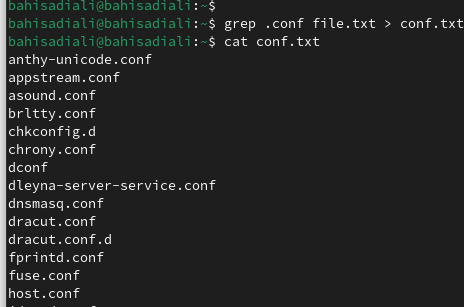 bahisadiali@bahisadiali:~$
bahisadiali@bahisadiali:~$ grep .conf file.txt > conf.txt
bahisadiali@bahisadiali:~$ cat conf.txt
anthy-unicode.conf
appstream.conf
asound.conf
brltty.conf
chkconfig.d
chrony.conf
dconf
dleyna-server-service.conf
dnsmasq.conf
dracut.conf
dracut.conf.d
fprintd.conf
fuse.conf
host.conf